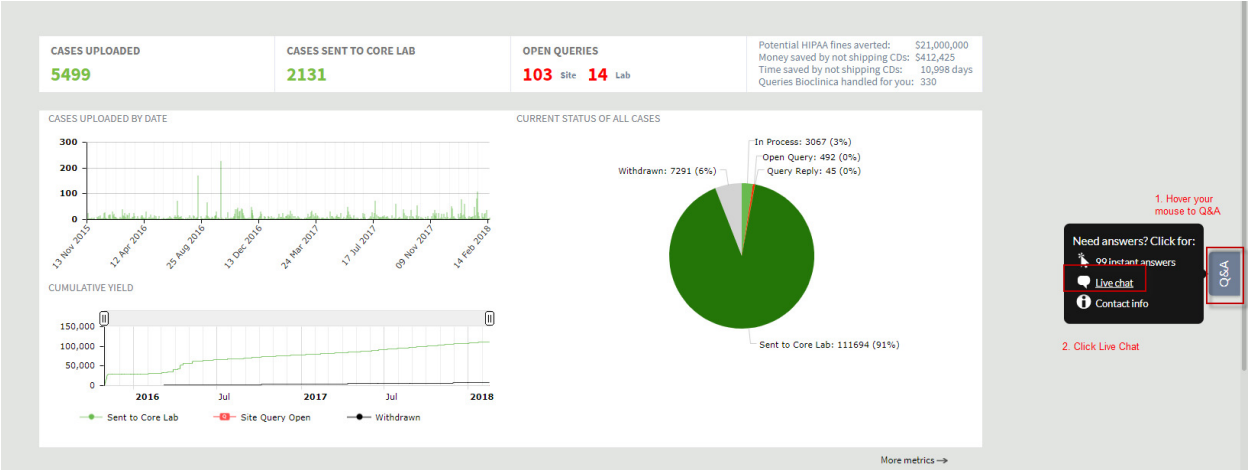 CASES UPLOADED
5499
CASES SENT TO CORE LAB
2131
OPEN QUERIES
103 Site 14 Lab
Potential HIPAA fines averted: $21,000,000
Money saved by not shipping CDs: $412,425
Time saved by not shipping CDs: 10,998 days
Queries Bioclinica handled for you: 330
CASES UPLOADED BY DATE
300
200
100
0
13 Nov 2015
12 Apr 2016
25 Aug 2016
13 Dec 2016
24 Mar 2017
17 Jul 2017
09 Nov 2017
14 Feb 2018
CUMULATIVE YIELD
150,000
100,000
50,000
0
2016 Jul 2017 Jul 2018
Sent to Core Lab Site Query Open Withdrawn
CURRENT STATUS OF ALL CASES
In Process: 3067 (3%)
Open Query: 492 (0%)
Query Reply: 45 (0%)
Withdrawn: 7291 (6%)
Sent to Core Lab: 111694 (91%)
More metrics →
1. Hover your
mouse to Q&A
Need answers? Click for:
99 instant answers
Live chat
Contact info
Q&A
2. Click Live Chat